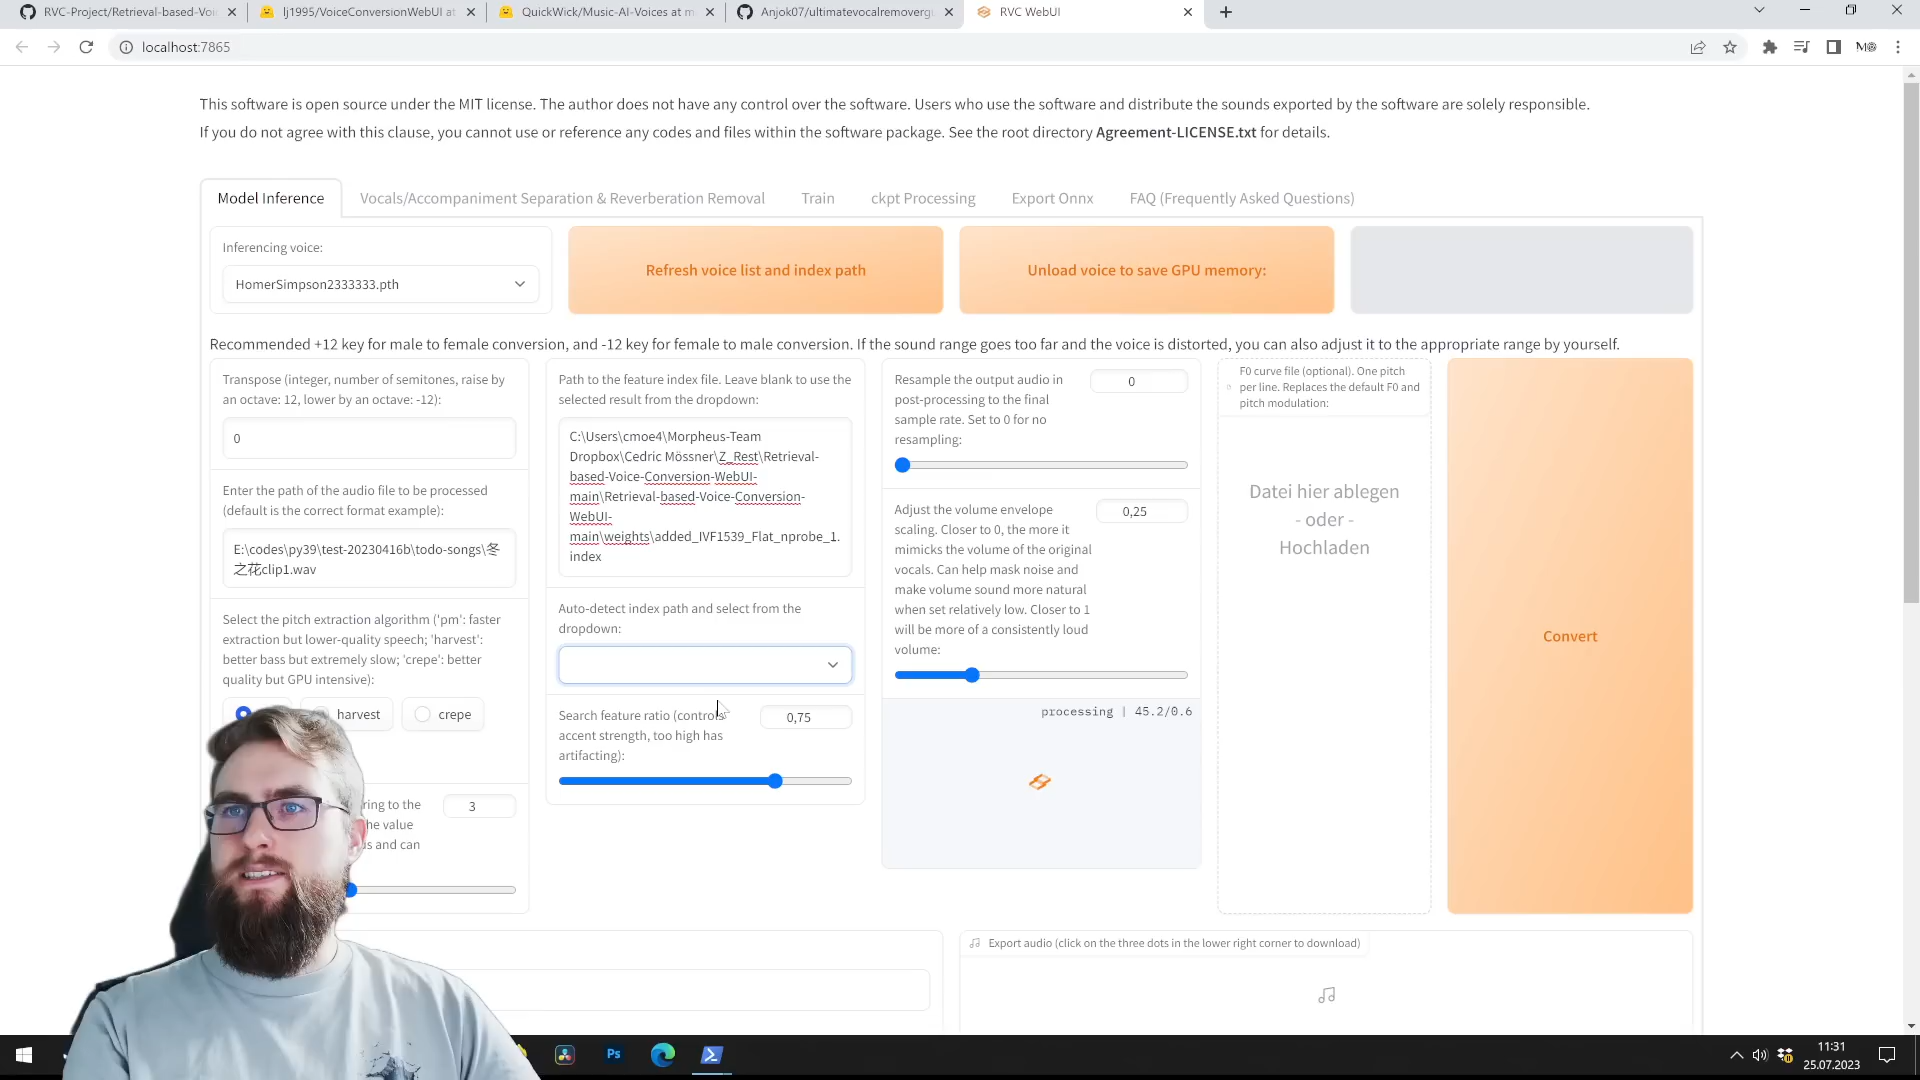 RVC-Project/Retrieval-based-Voi
lj1995/VoiceConversionWebUI at
QuickWick/Music-AI-Voices at m
Anjok07/ultimatevocalremovergu
RVC WebUI
localhost:7865
This software is open source under the MIT license. The author does not have any control over the software. Users who use the software and distribute the sounds exported by the software are solely responsible.
If you do not agree with this clause, you cannot use or reference any codes and files within the software package. See the root directory Agreement-LICENSE.txt for details.
Model Inference
Vocals/Accompaniment Separation & Reverberation Removal
Train
ckpt Processing
Export Onnx
FAQ (Frequently Asked Questions)
Inferencing voice:
HomerSimpson2333333.pth
Refresh voice list and index path
Unload voice to save GPU memory:
Recommended +12 key for male to female conversion, and -12 key for female to male conversion. If the sound range goes too far and the voice is distorted, you can also adjust it to the appropriate range by yourself.
Transpose (integer, number of semitones, raise by
an octave: 12, lower by an octave: -12):
0
Enter the path of the audio file to be processed
(default is the correct format example):
E:\codes\py39\test-20230416b\todo-songs\冬
之花clip1.wav
Select the pitch extraction algorithm ('pm': faster
extraction but lower-quality speech; 'harvest':
better bass but extremely slow; 'crepe': better
quality but GPU intensive):
harvest
crepe
ring to the
he value
us and can
3
Path to the feature index file. Leave blank to use the
selected result from the dropdown:
C:\Users\cmoe4\Morpheus-Team
Dropbox\Cedric Mössner\Z_Rest\Retrieval-
based-Voice-Conversion-WebUI-
main\Retrieval-based-Voice-Conversion-
WebUI-
main\weights\added_IVF1539_Flat_nprobe_1.
index
Auto-detect index path and select from the
dropdown:
Search feature ratio (controls
accent strength, too high has
artifacting):
0,75
Resample the output audio in
post-processing to the final
sample rate. Set to 0 for no
resampling:
0
Adjust the volume envelope
scaling. Closer to 0, the more it
mimicks the volume of the original
vocals. Can help mask noise and
make volume sound more natural
when set relatively low. Closer to 1
will be more of a consistently loud
volume:
0,25
processing | 45.2/0.6
F0 curve file (optional). One pitch
per line. Replaces the default F0 and
pitch modulation:
Datei hier ablegen
- oder -
Hochladen
Convert
Export audio (click on the three dots in the lower right corner to download)
Ps
11:31
25.07.2023